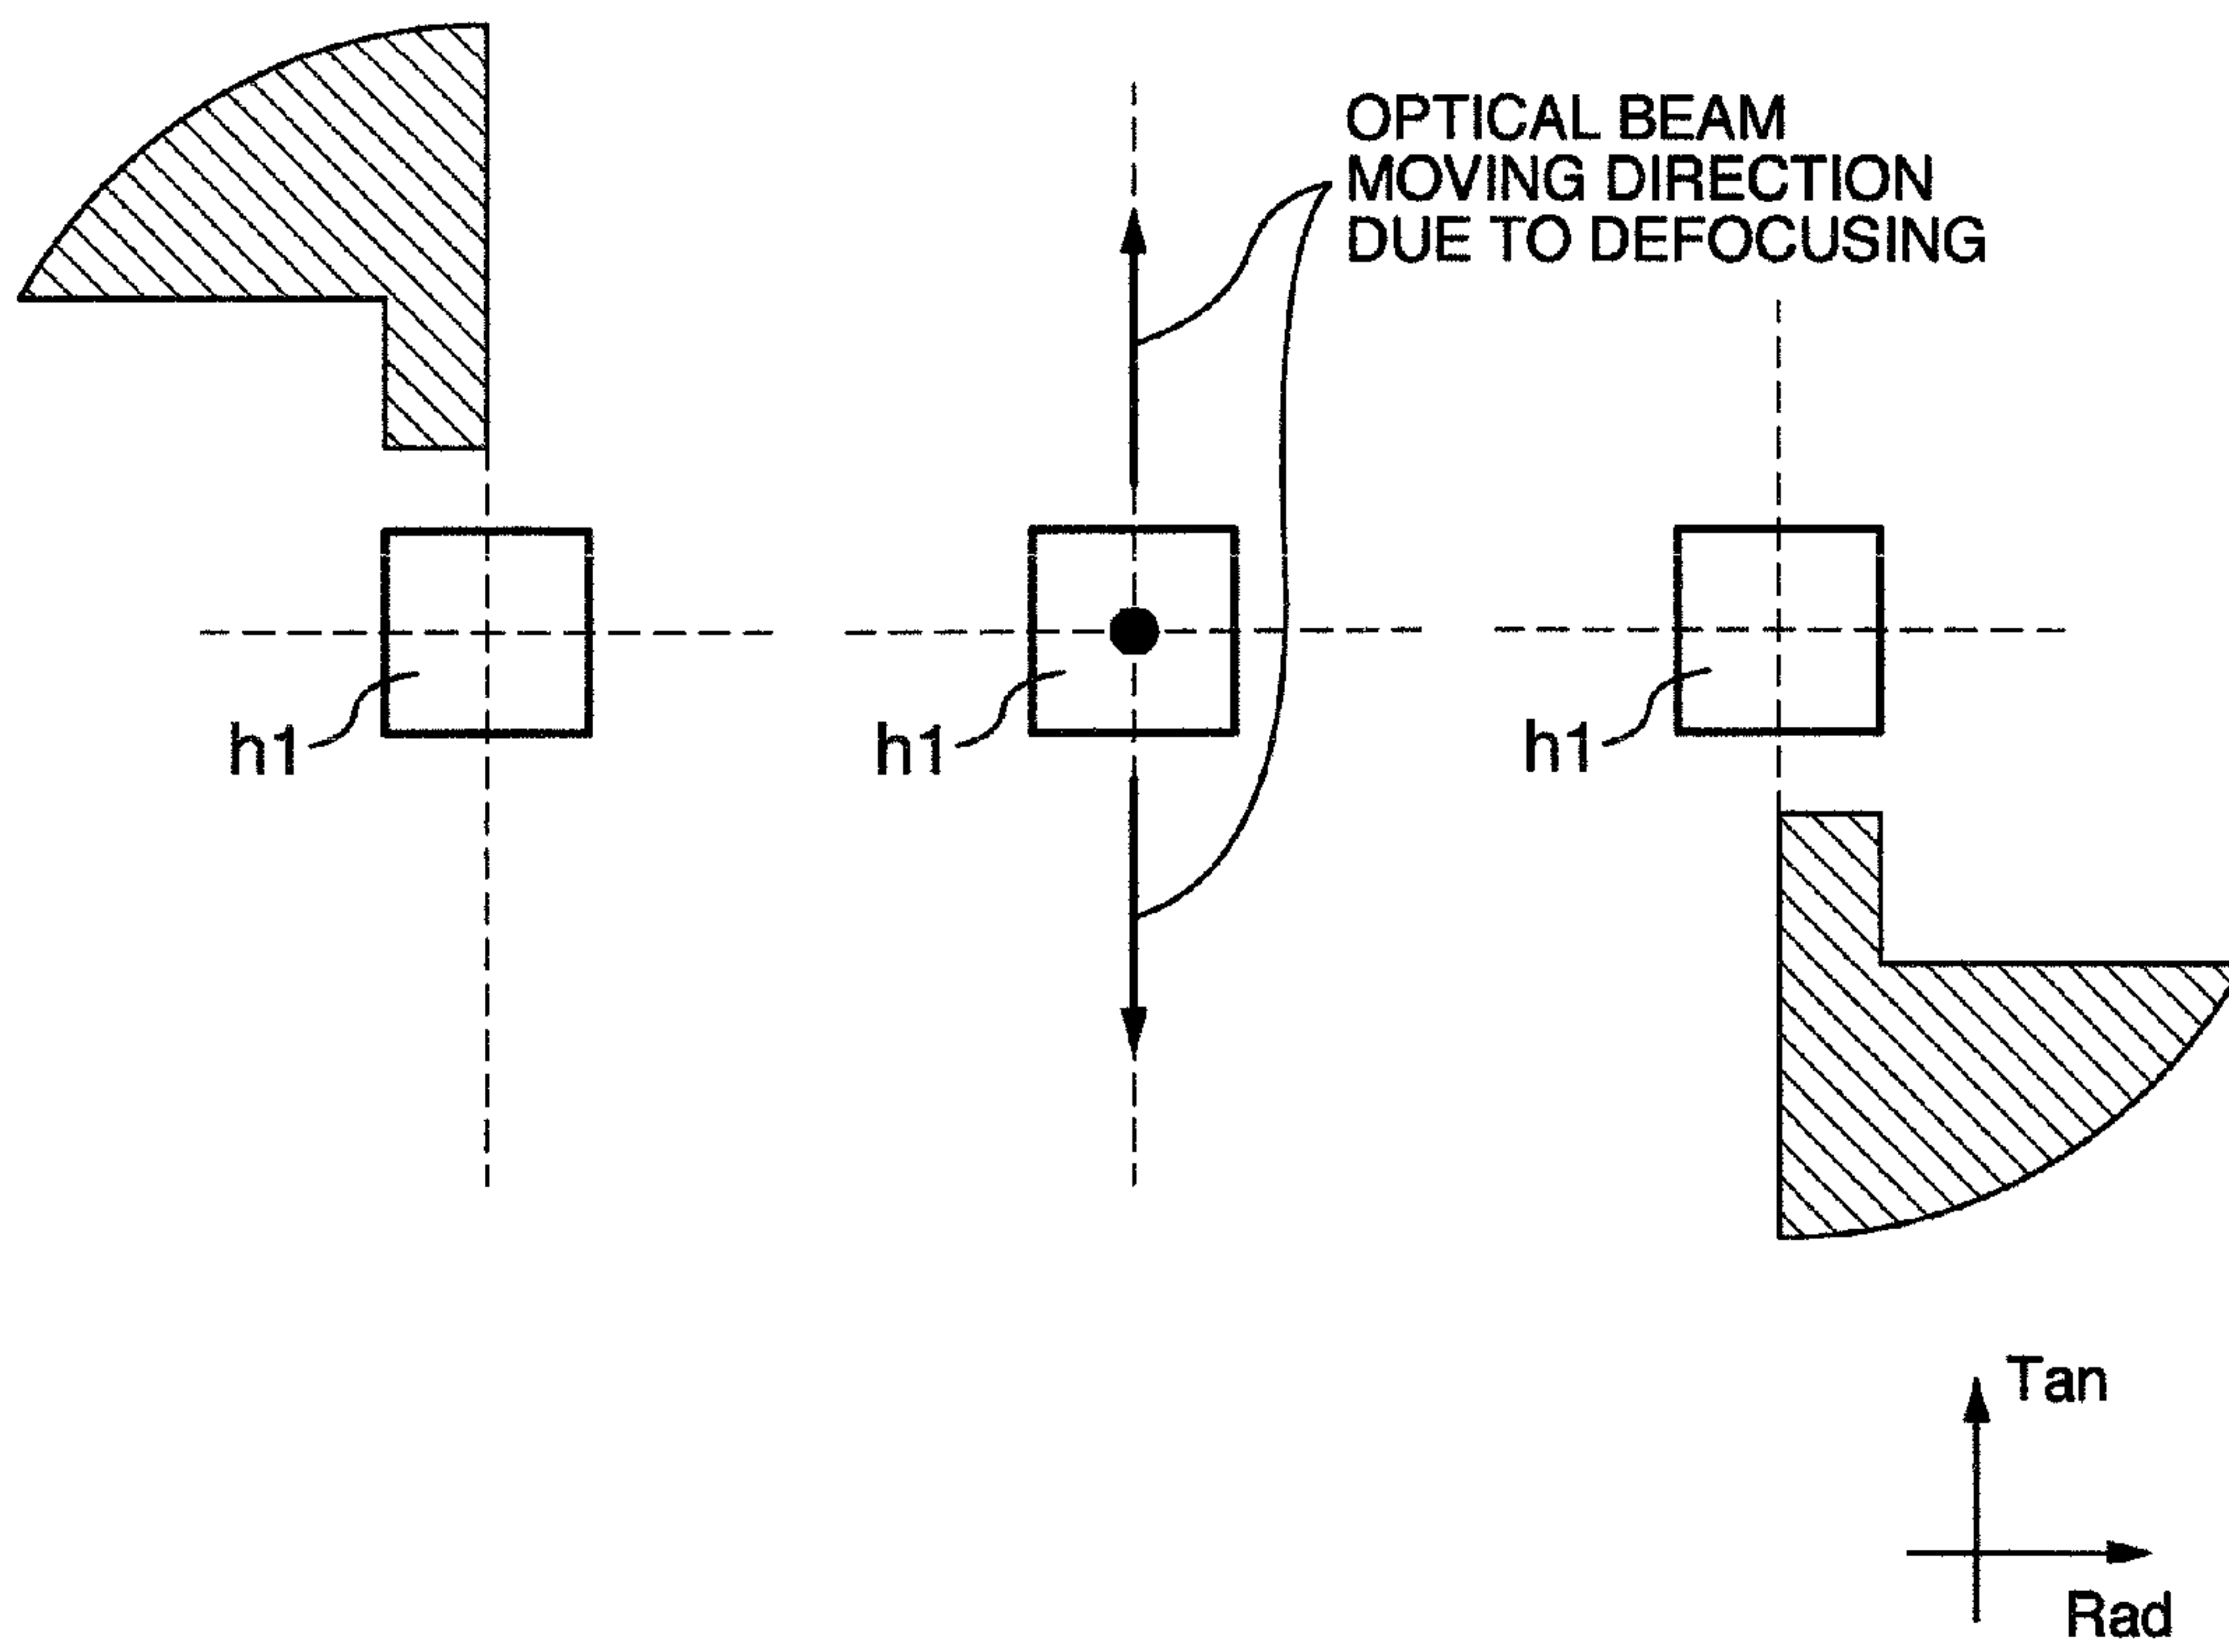 OPTICAL BEAM
MOVING DIRECTION
DUE TO DEFOCUSING
h1
h1
h1
Tan
Rad